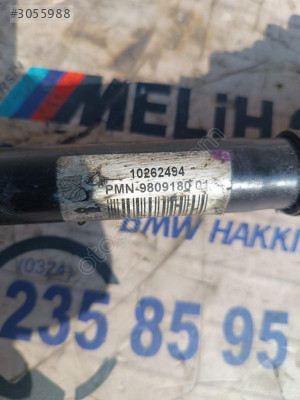 #3055988
MELİH
10262494
PMN-9809180 01
BMW HAKKI
(0324)
235 85 95